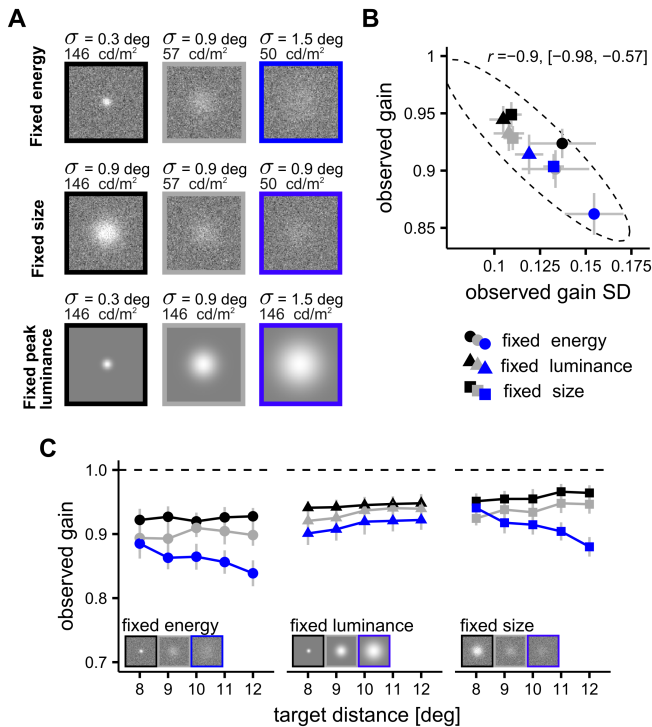 A
σ = 0.3 deg σ = 0.9 deg σ = 1.5 deg
146 cd/m² 57 cd/m² 50 cd/m²
Fixed energy
σ = 0.9 deg σ = 0.9 deg σ = 0.9 deg
146 cd/m² 57 cd/m² 50 cd/m²
Fixed size
σ = 0.3 deg σ = 0.9 deg σ = 1.5 deg
146 cd/m² 146 cd/m² 146 cd/m²
Fixed peak
luminance
B
r =−0.9, [−0.98, −0.57]
observed gain
1
0.95
0.9
0.85
0.1 0.125 0.15 0.175
observed gain SD
fixed energy
fixed luminance
fixed size
C
observed gain
1.0
0.9
0.8
0.7
fixed energy fixed luminance fixed size
8 9 10 11 12 8 9 10 11 12 8 9 10 11 12
target distance [deg]